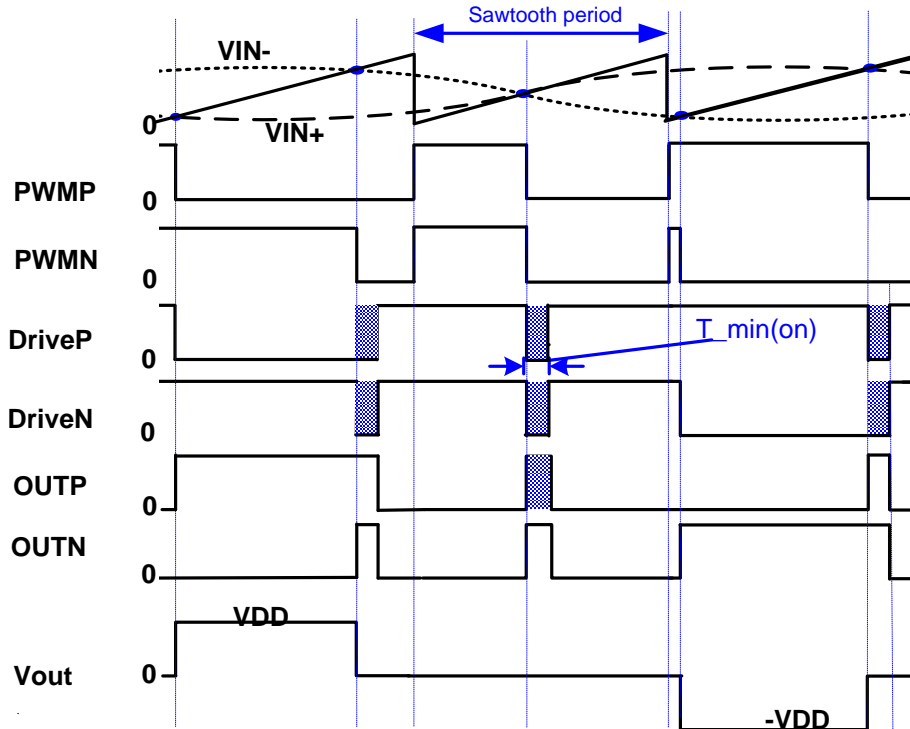 Sawtooth period
VIN-
0
VIN+
PWMP
0
PWMN
0
DriveP
0
T_min(on)
DriveN
0
OUTP
0
OUTN
0
VDD
Vout
0
-VDD